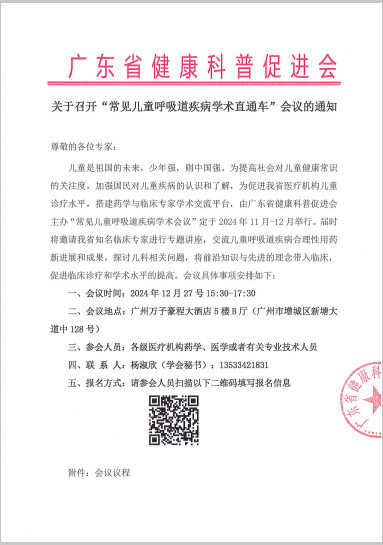 广东省健康科普促进会
关于召开“常见儿童呼吸道疾病学术直通车”会议的通知
尊敬的各位专家：
儿童是祖国的未来，少年强，则中国强。为提高社会对儿童健康常识
的关注度，加强国民对儿童疾病的认识和了解，为促进我省医疗机构儿童
诊疗水平，搭建药学与临床专家学术交流平台，由广东省健康科普促进会
主办“常见儿童呼吸道疾病学术会议”定于 2024 年 11 月-12 月举行。届时
将邀请我省知名临床专家进行专题讲座，交流儿童呼吸道疾病合理性用药
新进展和成果，探讨儿科相关问题，将前沿知识与先进的理念带入临床，
促进临床诊疗和学术水平的提高。会议具体事项安排如下：
一、会议时间：2024 年 12 月 27 号 15:30-17:30
二、会议地点：广州万子豪程大酒店 5 楼 B 厅（广州市增城区新塘大
道中 128 号）
三、参会人员：各级医疗机构药学、医学或者有关专业技术人员
四、联 系 人：杨淑欣（学会秘书）：13533421831
五、报名方式：请参会人员扫描以下二维码填写报名信息
广东省健康科
附件：会议议程